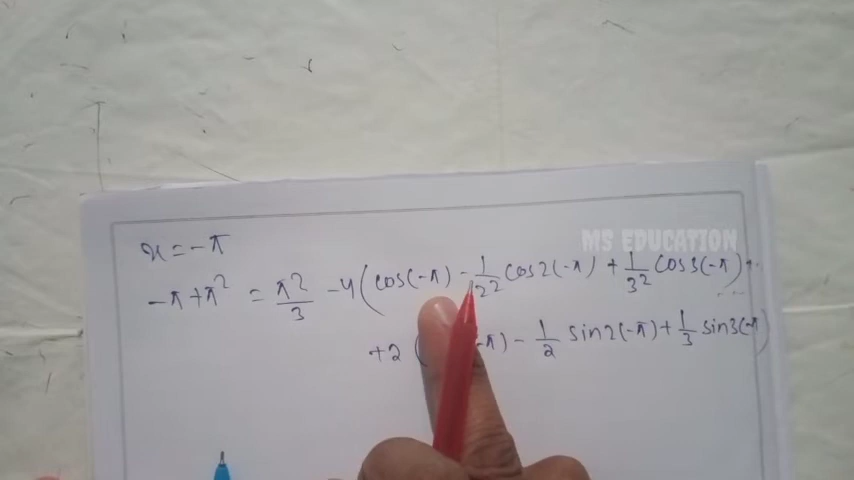 MS EDUCATION
x = -π
-π+π² = π²/3 -4(cos(-π) - 1/2² cos2(-π) + 1/3² cos3(-π)+..
+2 ( -π) - 1/2 sin2(-π) + 1/3 sin3(-π)